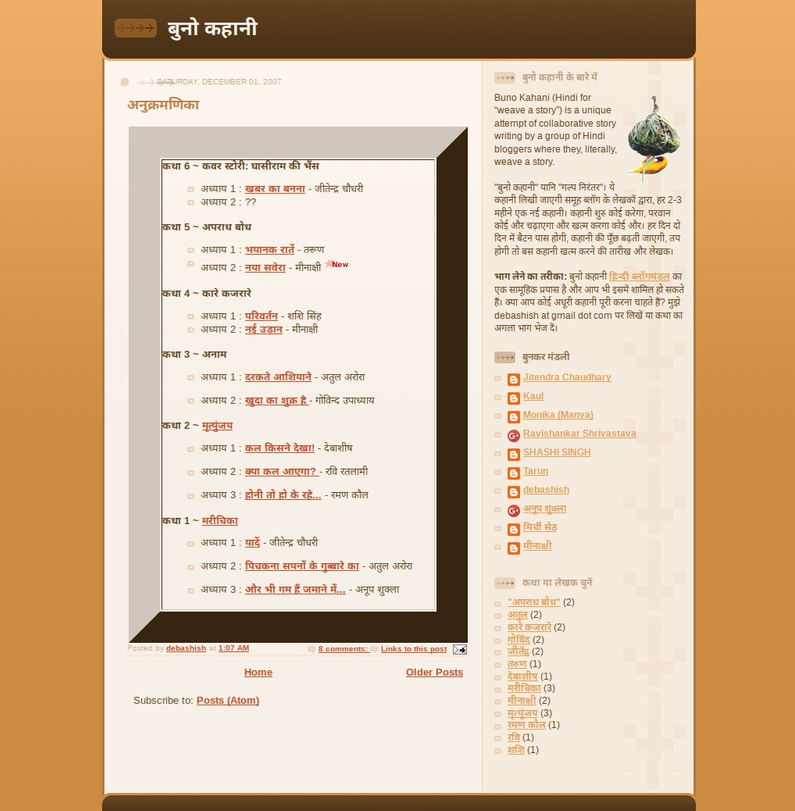 बुनो कहानी
SATURDAY, DECEMBER 01, 2007
अनुक्रमणिका
कथा 6 ~ कवर स्टोरी: घासीराम की भैंस
अध्याय 1 : खबर का बनना - जीतेन्द्र चौधरी
अध्याय 2 : ??
कथा 5 ~ अपराध बोध
अध्याय 1 : भयानक रातें - तरूण
अध्याय 2 : नया सवेरा - मीनाक्षी New
कथा 4 ~ कारे कजरारे
अध्याय 1 : परिवर्तन - शशि सिंह
अध्याय 2 : नई उड़ान - मीनाक्षी
कथा 3 ~ अनाम
अध्याय 1 : दरकते आशियाने - अतुल अरोरा
अध्याय 2 : खुदा का शुक्र है - गोविन्द उपाध्याय
कथा 2 ~ मृत्युंजय
अध्याय 1 : कल किसने देखा! - देबाशीष
अध्याय 2 : क्या कल आएगा? - रवि रतलामी
अध्याय 3 : होनी तो हो के रहे... - रमण कौल
कथा 1 ~ मरीचिका
अध्याय 1 : यादें - जीतेन्द्र चौधरी
अध्याय 2 : पिचकना सपनों के गुब्बारे का - अतुल अरोरा
अध्याय 3 : और भी गम हैं जमाने में... - अनूप शुक्ला
Posted by debashish at 1:07 AM 8 comments: Links to this post
Home Older Posts
Subscribe to: Posts (Atom)
बुनो कहानी के बारे में
Buno Kahani (Hindi for
"weave a story") is a unique
attempt of collaborative story
writing by a group of Hindi
bloggers where they, literally,
weave a story.
"बुनो कहानी" यानि "गल्प निरंतर"। ये
कहानी लिखी जाएगी समूह ब्लॉग के लेखकों द्वारा, हर 2-3
महीने एक नई कहानी। कहानी शुरु कोई करेगा, परवान
कोई और चढ़ाएगा और खत्म करगा कोई और। हर दिन दो
दिन में बैटन पास होगी, कहानी की पूँछ बढ़ती जाएगी, तय
होगी तो बस कहानी खत्म करने की तारीख और लेखक।
भाग लेने का तरीका: बुनो कहानी हिन्दी ब्लॉगमंडल का
एक सामूहिक प्रयास है और आप भी इसमें शामिल हो सकते
हैं। क्या आप कोई अधूरी कहानी पूरी करना चाहते हैं? मुझे
debashish at gmail dot com पर लिखें या कथा का
अगला भाग भेज दें।
बुनकर मंडली
Jitendra Chaudhary
Kaul
Monika (Manya)
Ravishankar Shrivastava
SHASHI SINGH
Tarun
debashish
अनूप शुक्ला
मिर्ची सेठ
मीनाक्षी
कथा या लेखक चुनें
"अपराध बोध" (2)
अतुल (2)
कारे कजरारे (2)
गोविंद (2)
जीतेंद्र (2)
तरुण (1)
देबाशीष (1)
मरीचिका (3)
मीनाक्षी (2)
मृत्युंजय (3)
रमण कौल (1)
रवि (1)
शशि (1)